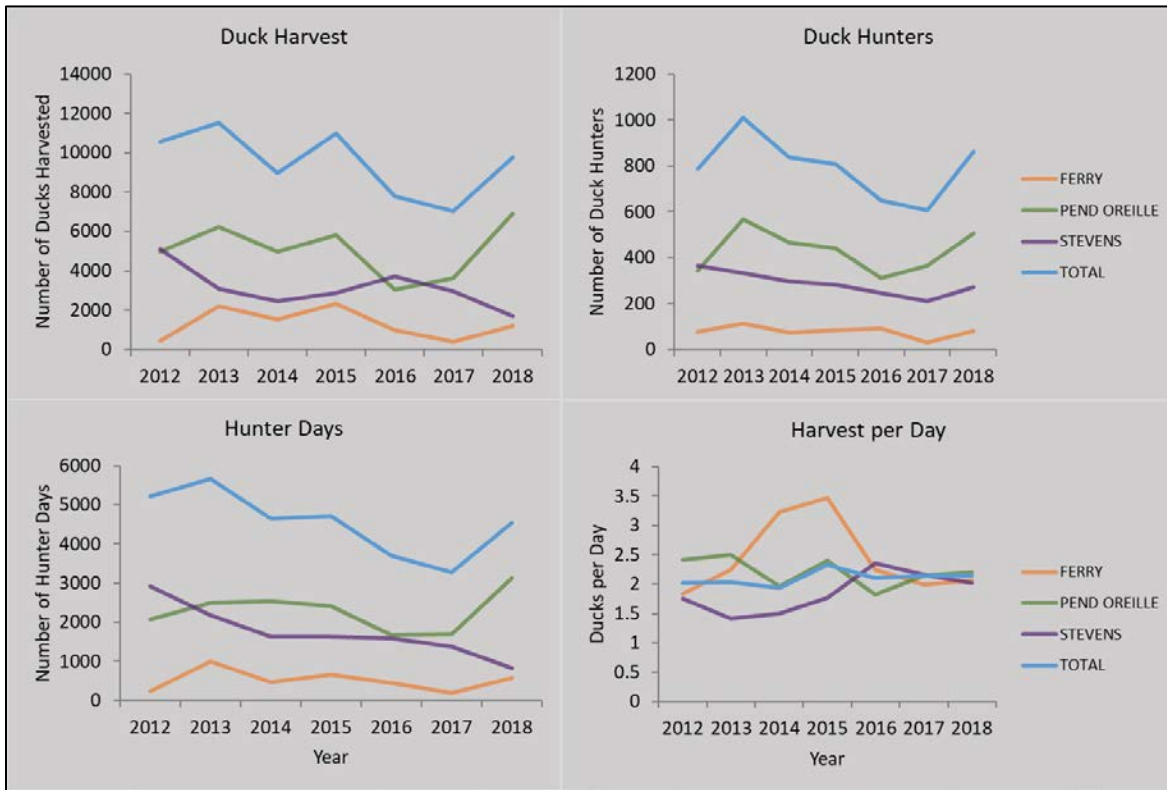 Duck Harvest
Number of Ducks Harvested
14000
12000
10000
8000
6000
4000
2000
0
2012 2013 2014 2015 2016 2017 2018
Duck Hunters
Number of Duck Hunters
1200
1000
800
600
400
200
0
2012 2013 2014 2015 2016 2017 2018
FERRY
PEND OREILLE
STEVENS
TOTAL
Hunter Days
Number of Hunter Days
6000
5000
4000
3000
2000
1000
0
2012 2013 2014 2015 2016 2017 2018
Year
Harvest per Day
Ducks per Day
4
3.5
3
2.5
2
1.5
1
0.5
0
2012 2013 2014 2015 2016 2017 2018
Year
FERRY
PEND OREILLE
STEVENS
TOTAL